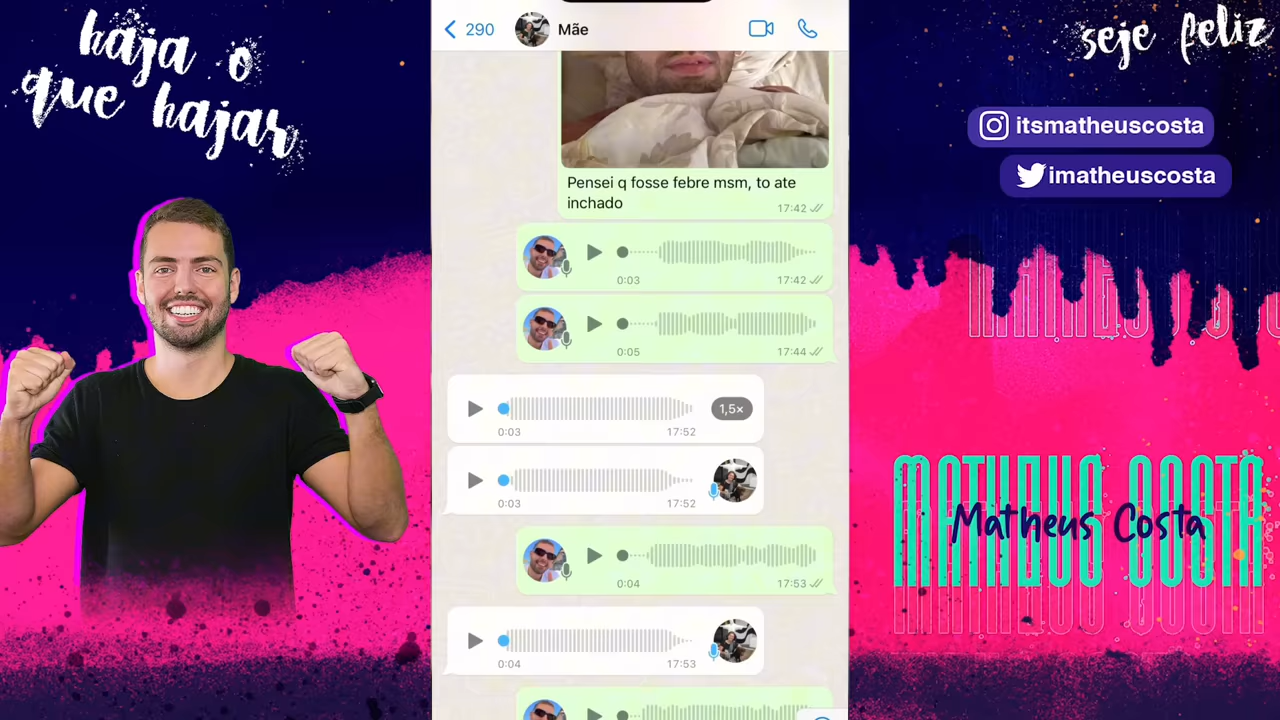 haja o
que hajar
290
Mãe
Pensei q fosse febre msm, to ate
inchado
17:42
0:03
17:42
0:05
17:44
1,5×
0:03
17:52
0:03
17:52
0:04
17:53
0:04
17:53
seje feliz
itsmatheuscosta
imatheuscosta
MATHEUS COSTA
MATHEUS COSTA
Matheus Costa